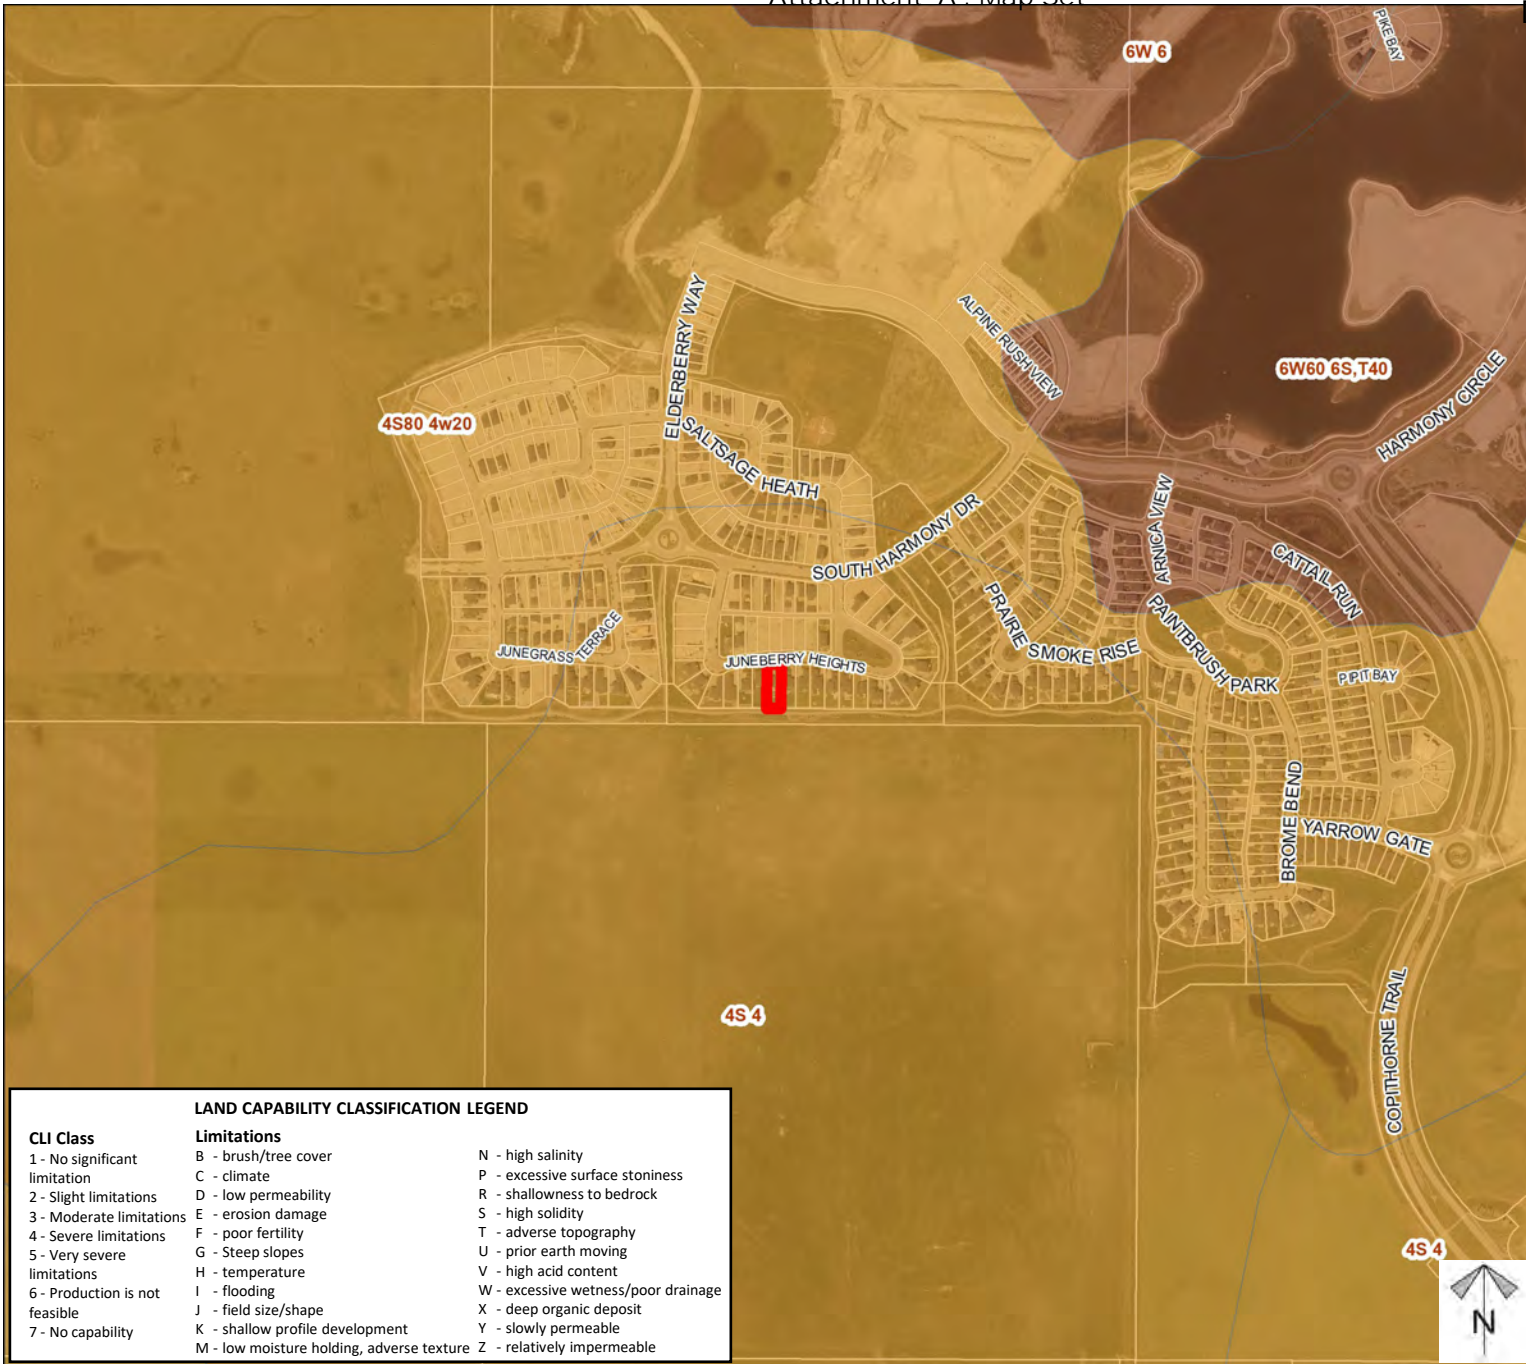 Attachment 'A': Map Set
PIKE BAY
6W 6
ELDERBERRY WAY
ALPINE RUSH VIEW
6W60 6S,T40
HARMONY CIRCLE
4S80 4w20
SALTSAGE HEATH
SOUTH HARMONY DR
ARNICA VIEW
CATTAIL RUN
PRAIRIE SMOKE RISE
PAINTBRUSH PARK
JUNEGRASS TERRACE
JUNEBERRY HEIGHTS
PIPIT BAY
BROME BEND
YARROW GATE
4S 4
COPITHORNE TRAIL
4S 4
N
LAND CAPABILITY CLASSIFICATION LEGEND
CLI Class
1 - No significant
limitation
2 - Slight limitations
3 - Moderate limitations
4 - Severe limitations
5 - Very severe
limitations
6 - Production is not
feasible
7 - No capability
Limitations
B - brush/tree cover
C - climate
D - low permeability
E - erosion damage
F - poor fertility
G - Steep slopes
H - temperature
I - flooding
J - field size/shape
K - shallow profile development
M - low moisture holding, adverse texture
N - high salinity
P - excessive surface stoniness
R - shallowness to bedrock
S - high solidity
T - adverse topography
U - prior earth moving
V - high acid content
W - excessive wetness/poor drainage
X - deep organic deposit
Y - slowly permeable
Z - relatively impermeable